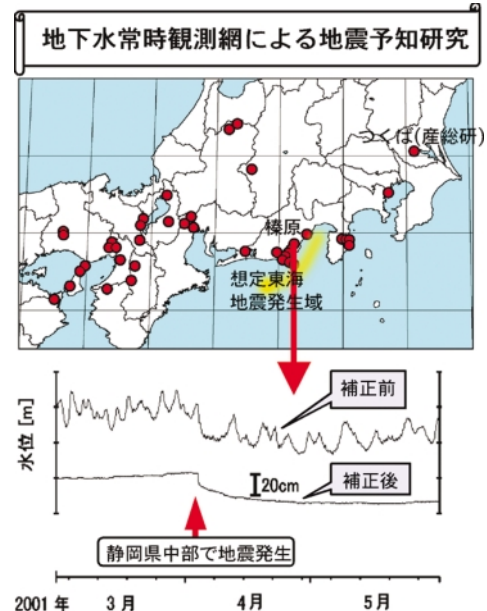 地下水常時観測網による地震予知研究
つくば(産総研)
榛原
想定東海
地震発生域
補正前
水位 [m]
20cm
補正後
静岡県中部で地震発生
2001 年 3 月 4月 5月